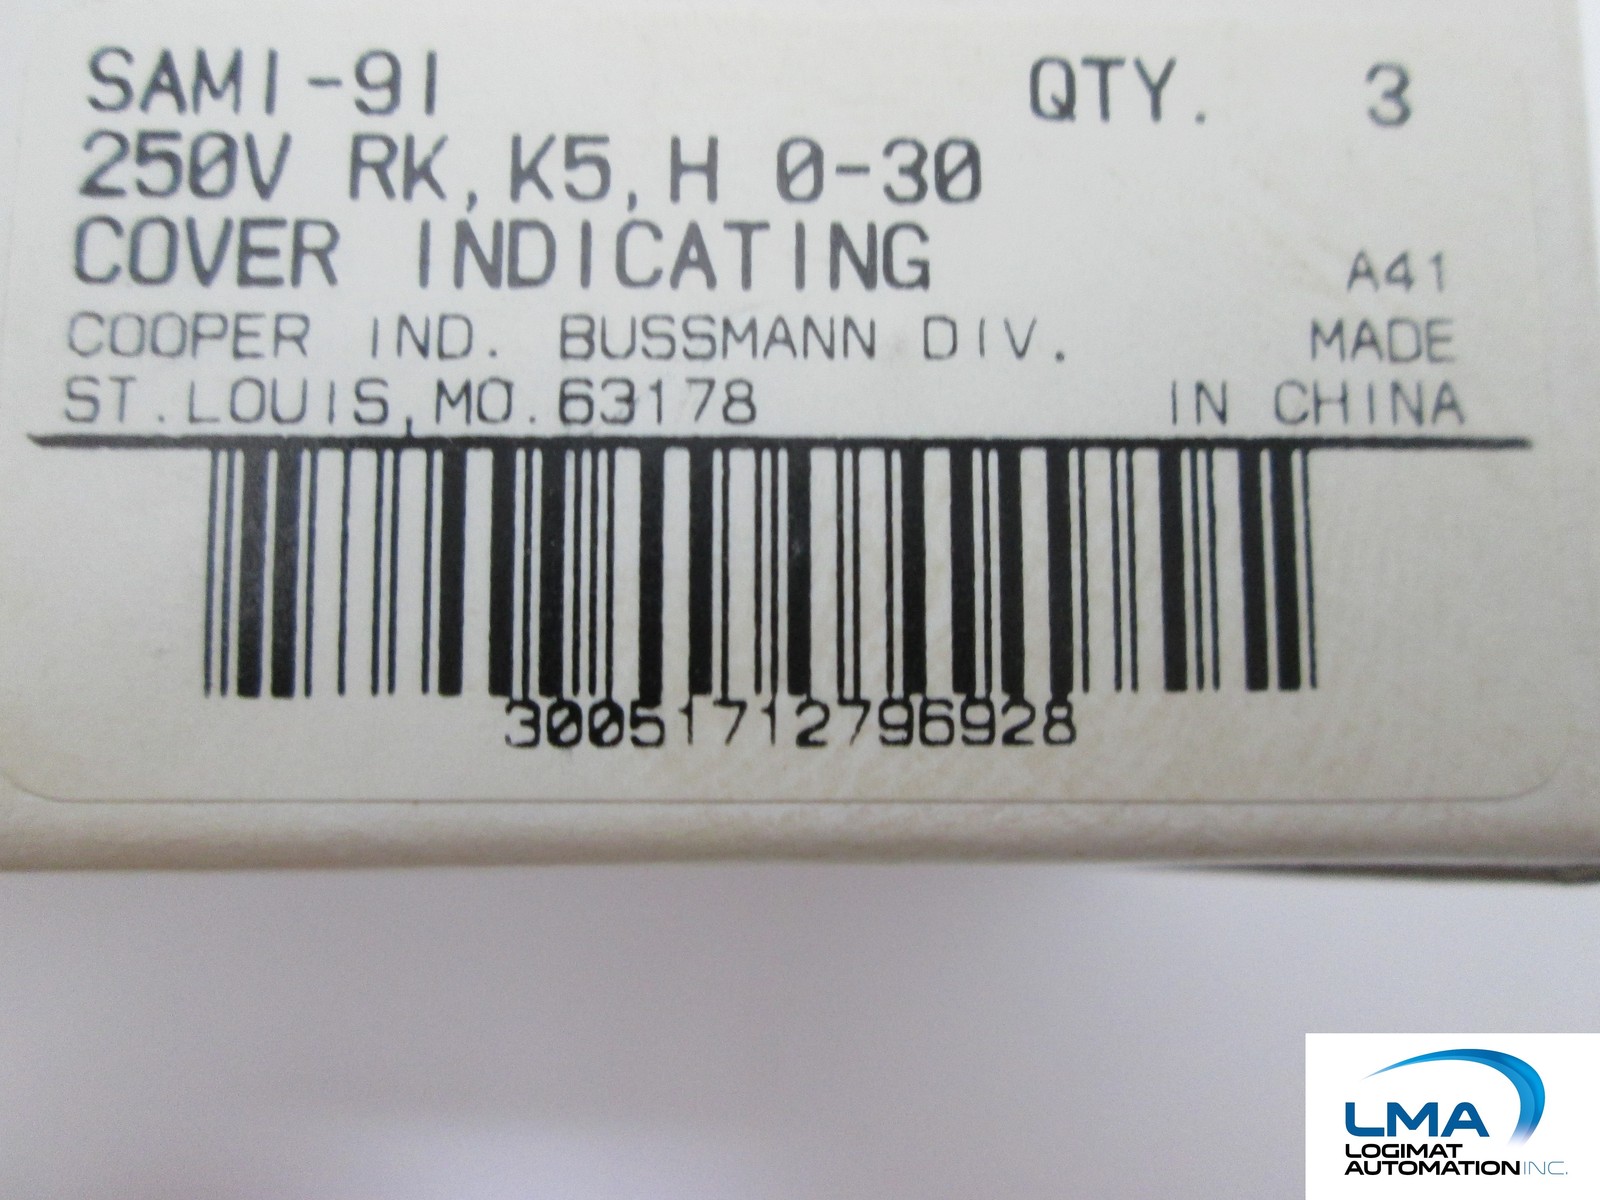 SAMI-9I QTY. 3
250V RK, K5, H 0-30
COVER INDICATING A41
COOPER IND. BUSSMANN DIV. MADE
ST. LOUIS, MO. 63178 IN CHINA
30051712796928
LMA
LOGIMAT
AUTOMATION INC.